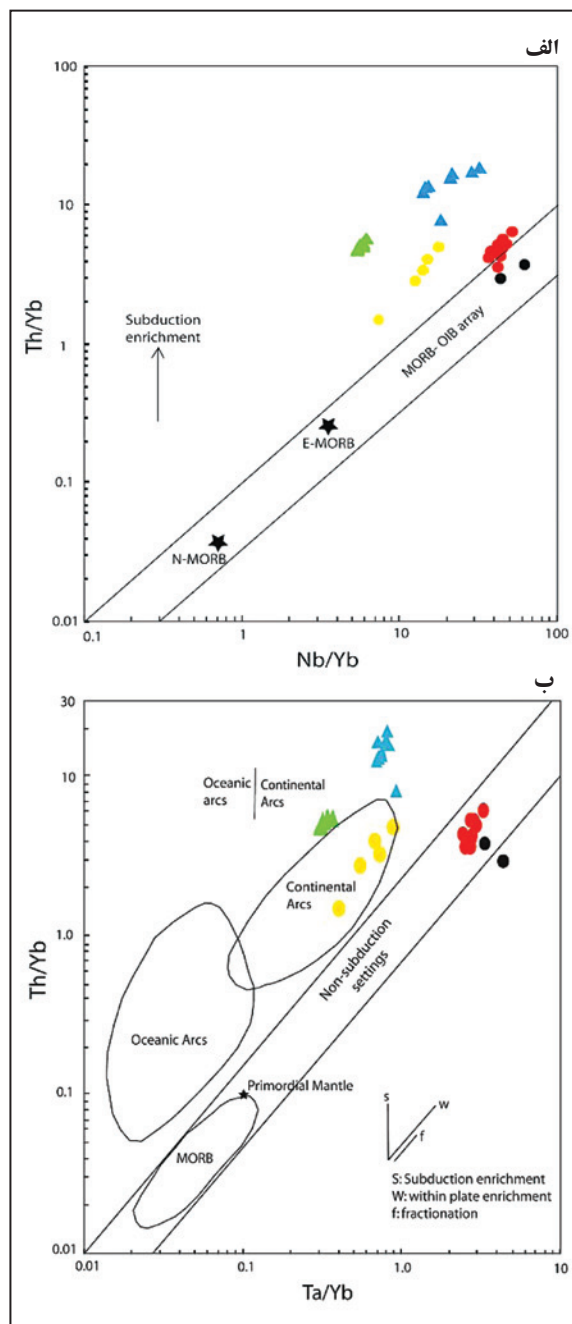 الف
100
10
1
0.1
0.01
Th/Yb
Subduction
enrichment
MORB- OIB array
E-MORB
N-MORB
0.1
1
10
100
Nb/Yb
ب
30
10
1.0
0.1
0.01
Th/Yb
Oceanic
arcs
Continental
Arcs
Continental
Arcs
Non-subduction
settings
Oceanic Arcs
Primordial Mantle
MORB
s
w
f
S: Subduction enrichment
W: within plate enrichment
f: fractionation
0.01
0.1
1.0
10
Ta/Yb